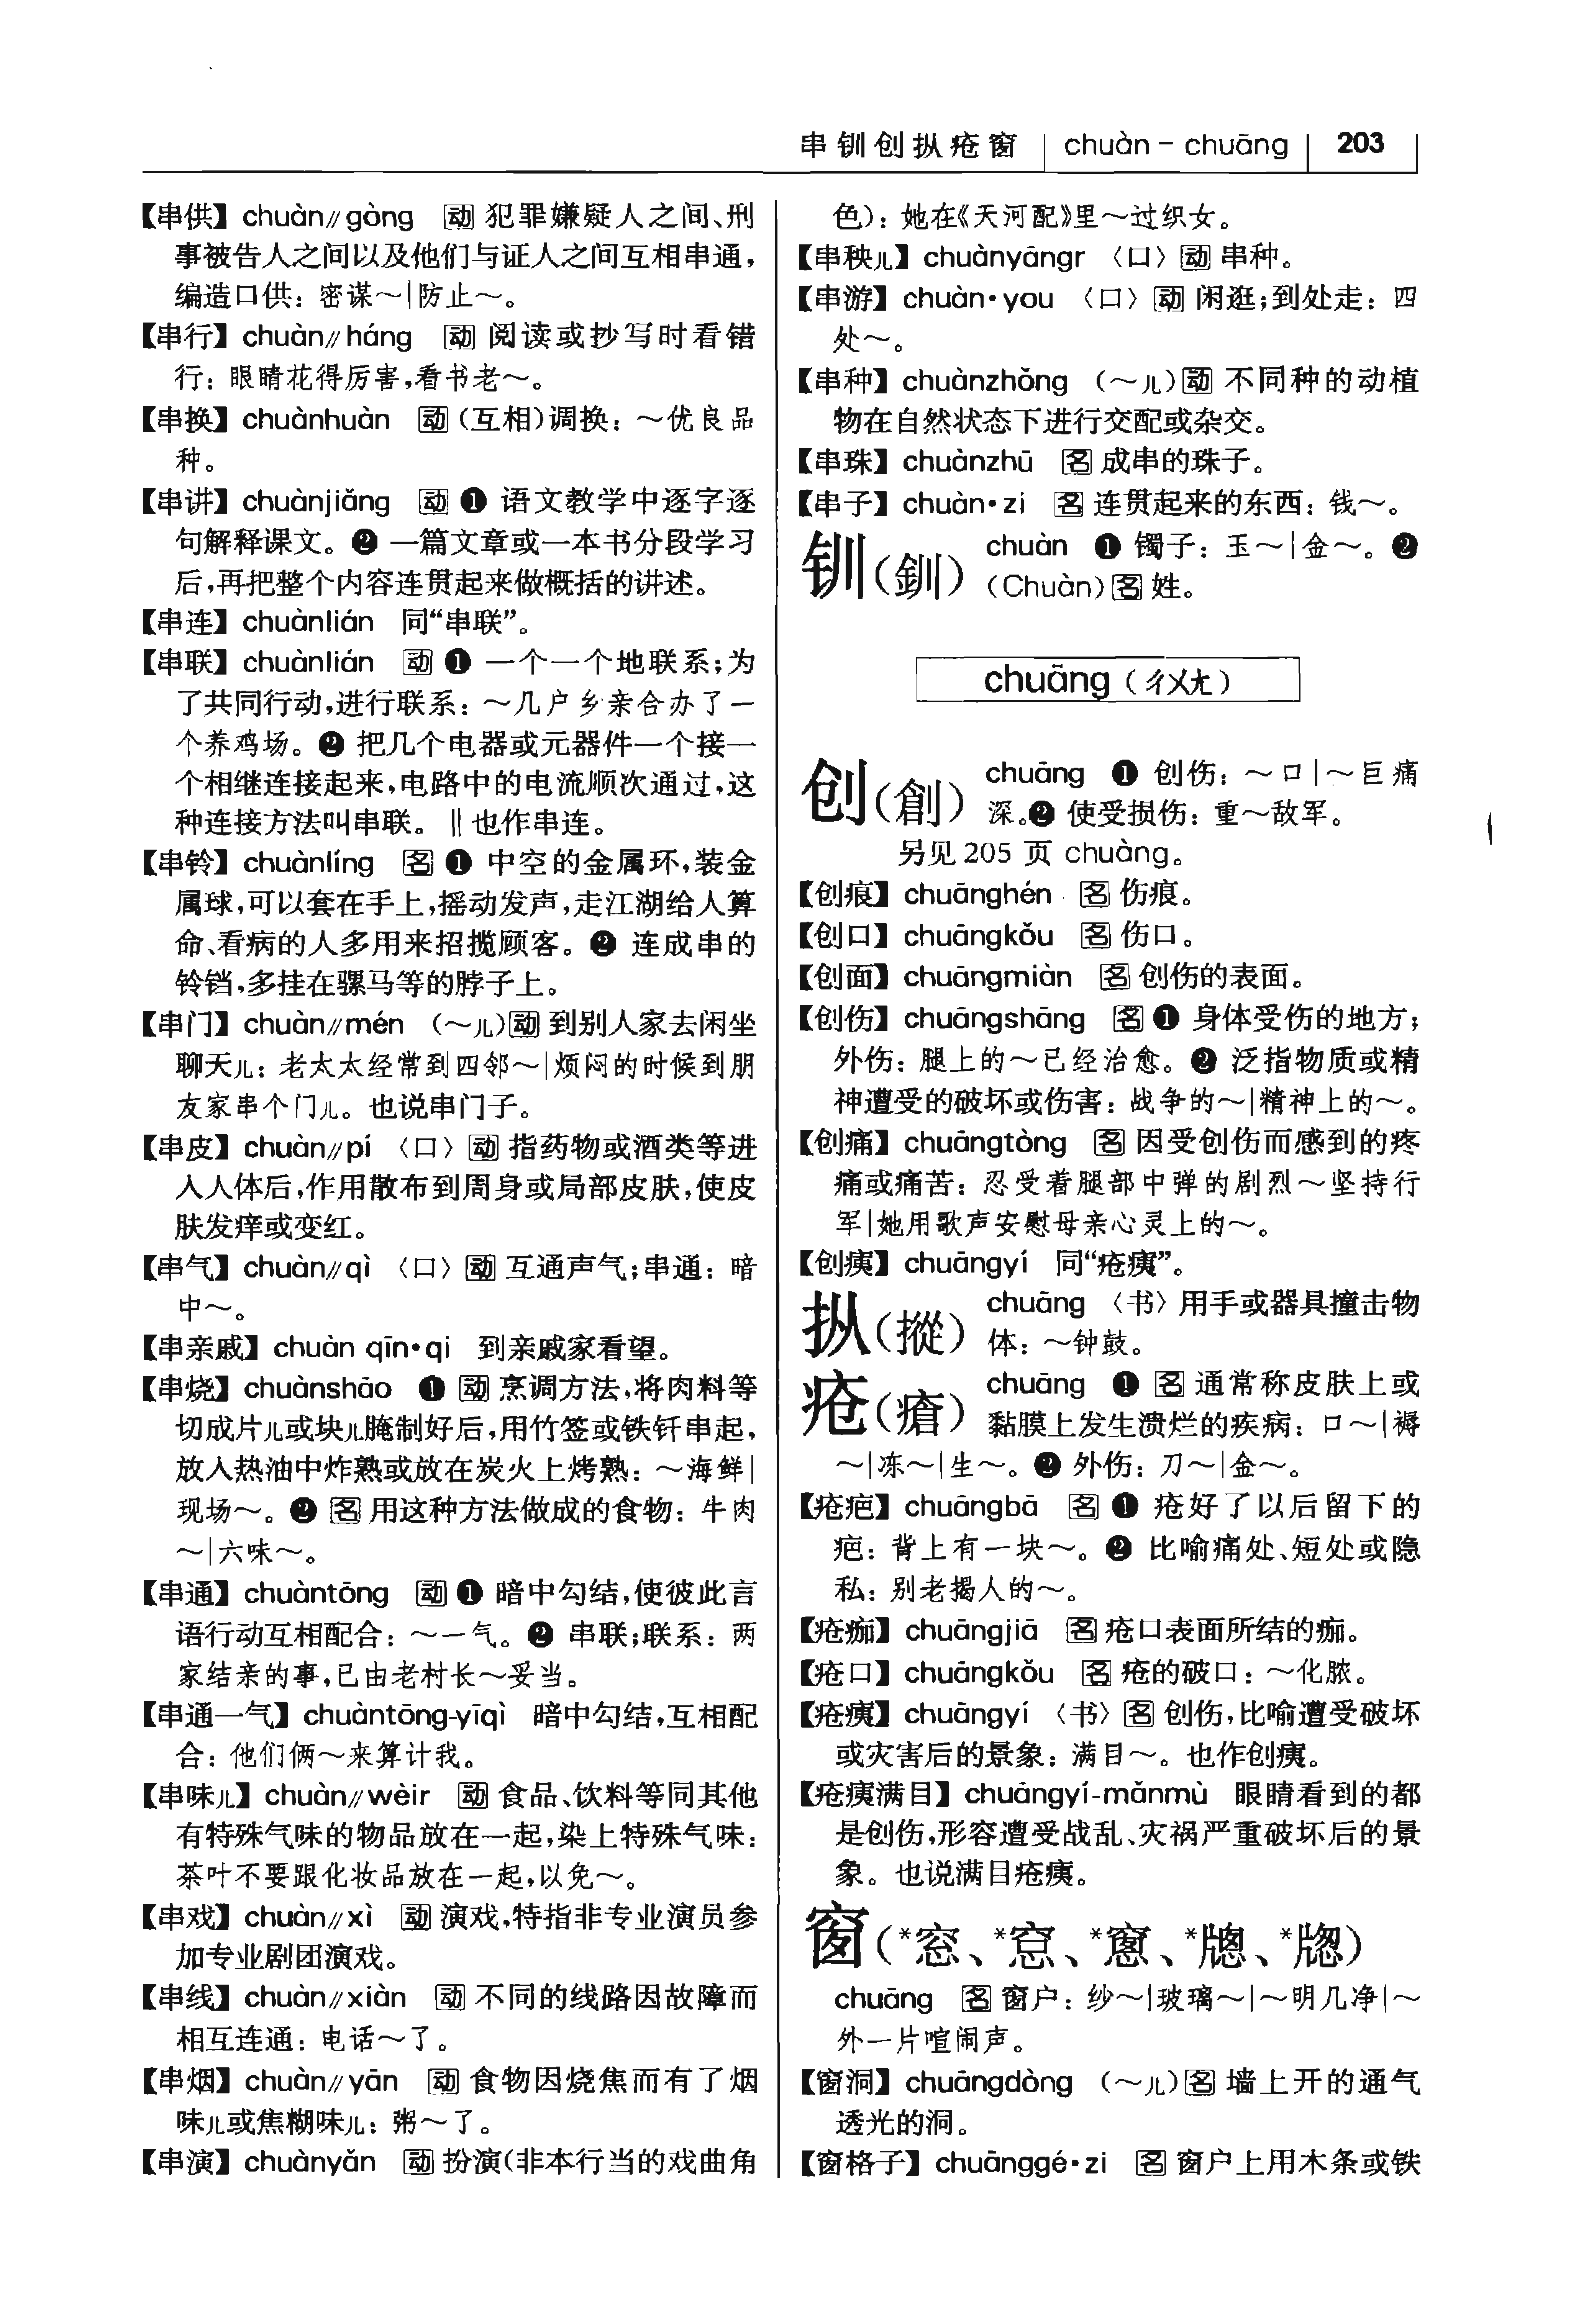 串钏创㧐疮窗 | chuàn – chuāng | 203
【串供】 chuàn∥gòng 动 犯罪嫌疑人之间、刑
事被告人之间以及他们与证人之间互相串通，
编造口供：密谋～|防止～。
【串行】 chuàn∥háng 动 阅读或抄写时看错
行：眼睛花得厉害，看书老～。
【串换】 chuànhuàn 动（互相）调换：～优良品
种。
【串讲】 chuànjiǎng 动 ❶ 语文教学中逐字逐
句解释课文。❷ 一篇文章或一本书分段学习
后，再把整个内容连贯起来做概括的讲述。
【串连】 chuànlián 同“串联”。
【串联】 chuànlián 动 ❶ 一个一个地联系；为
了共同行动，进行联系：～几户乡亲合办了一
个养鸡场。❷ 把几个电器或元器件一个接一
个相继连接起来，电路中的电流顺次通过，这
种连接方法叫串联。‖也作串连。
【串铃】 chuànlíng 名 ❶ 中空的金属环，装金
属球，可以套在手上，摇动发声，走江湖给人算
命、看病的人多用来招揽顾客。❷ 连成串的
铃铛，多挂在骡马等的脖子上。
【串门】 chuàn∥mén （～儿）动 到别人家去闲坐
聊天儿：老太太经常到四邻～|烦闷的时候到朋
友家串个门儿。也说串门子。
【串皮】 chuàn∥pí 〈口〉动 指药物或酒类等进
入人体后，作用散布到周身或局部皮肤，使皮
肤发痒或变红。
【串气】 chuàn∥qì 〈口〉动 互通声气；串通：暗
中～。
【串亲戚】 chuàn qīn•qi 到亲戚家看望。
【串烧】 chuànshāo ❶ 动 烹调方法，将肉料等
切成片儿或块儿腌制好后，用竹签或铁钎串起，
放入热油中炸熟或放在炭火上烤熟：～海鲜|
现场～。❷ 名 用这种方法做成的食物：牛肉
～|六味～。
【串通】 chuàntōng 动 ❶ 暗中勾结，使彼此言
语行动互相配合：～一气。❷ 串联；联系：两
家结亲的事，已由老村长～妥当。
【串通一气】 chuàntōng-yīqì 暗中勾结，互相配
合：他们俩～来算计我。
【串味儿】 chuàn∥wèir 动 食品、饮料等同其他
有特殊气味的物品放在一起，染上特殊气味：
茶叶不要跟化妆品放在一起，以免～。
【串戏】 chuàn∥xì 动 演戏，特指非专业演员参
加专业剧团演戏。
【串线】 chuàn∥xiàn 动 不同的线路因故障而
相互连通：电话～了。
【串烟】 chuàn∥yān 动 食物因烧焦而有了烟
味儿或焦糊味儿：粥～了。
【串演】 chuànyǎn 动 扮演（非本行当的戏曲角
色）：她在《天河配》里～过织女。
【串秧儿】 chuànyāngr 〈口〉动 串种。
【串游】 chuàn•you 〈口〉动 闲逛；到处走：四
处～。
【串种】 chuànzhǒng （～儿）动 不同种的动植
物在自然状态下进行交配或杂交。
【串珠】 chuànzhū 名 成串的珠子。
【串子】 chuàn•zi 名 连贯起来的东西：钱～。
钏（釧） chuàn ❶ 镯子：玉～|金～。❷
（Chuàn）名 姓。
chuāng（ㄔㄨㄤ）
创（創） chuāng ❶ 创伤：～口|～巨痛
深。❷ 使受损伤：重～敌军。
另见 205 页 chuàng。
【创痕】 chuānghén 名 伤痕。
【创口】 chuāngkǒu 名 伤口。
【创面】 chuāngmiàn 名 创伤的表面。
【创伤】 chuāngshāng 名 ❶ 身体受伤的地方；
外伤：腿上的～已经治愈。❷ 泛指物质或精
神遭受的破坏或伤害：战争的～|精神上的～。
【创痛】 chuāngtòng 名 因受创伤而感到的疼
痛或痛苦：忍受着腿部中弹的剧烈～坚持行
军|她用歌声安慰母亲心灵上的～。
【创痍】 chuāngyí 同“疮痍”。
㧐（摐） chuāng 〈书〉用手或器具撞击物
体：～钟鼓。
疮（瘡） chuāng ❶ 名 通常称皮肤上或
黏膜上发生溃烂的疾病：口～|褥
～|冻～|生～。❷ 外伤：刀～|金～。
【疮疤】 chuāngbā 名 ❶ 疮好了以后留下的
疤：背上有一块～。❷ 比喻痛处、短处或隐
私：别老揭人的～。
【疮痂】 chuāngjiā 名 疮口表面所结的痂。
【疮口】 chuāngkǒu 名 疮的破口：～化脓。
【疮痍】 chuāngyí 〈书〉名 创伤，比喻遭受破坏
或灾害后的景象：满目～。也作创痍。
【疮痍满目】 chuāngyí-mǎnmù 眼睛看到的都
是创伤，形容遭受战乱、灾祸严重破坏后的景
象。也说满目疮痍。
窗（*窓、*窻、*窗、*牕、*牎）
chuāng 名 窗户：纱～|玻璃～|～明几净|～
外一片喧闹声。
【窗洞】 chuāngdòng （～儿）名 墙上开的通气
透光的洞。
【窗格子】 chuānggé•zi 名 窗户上用木条或铁